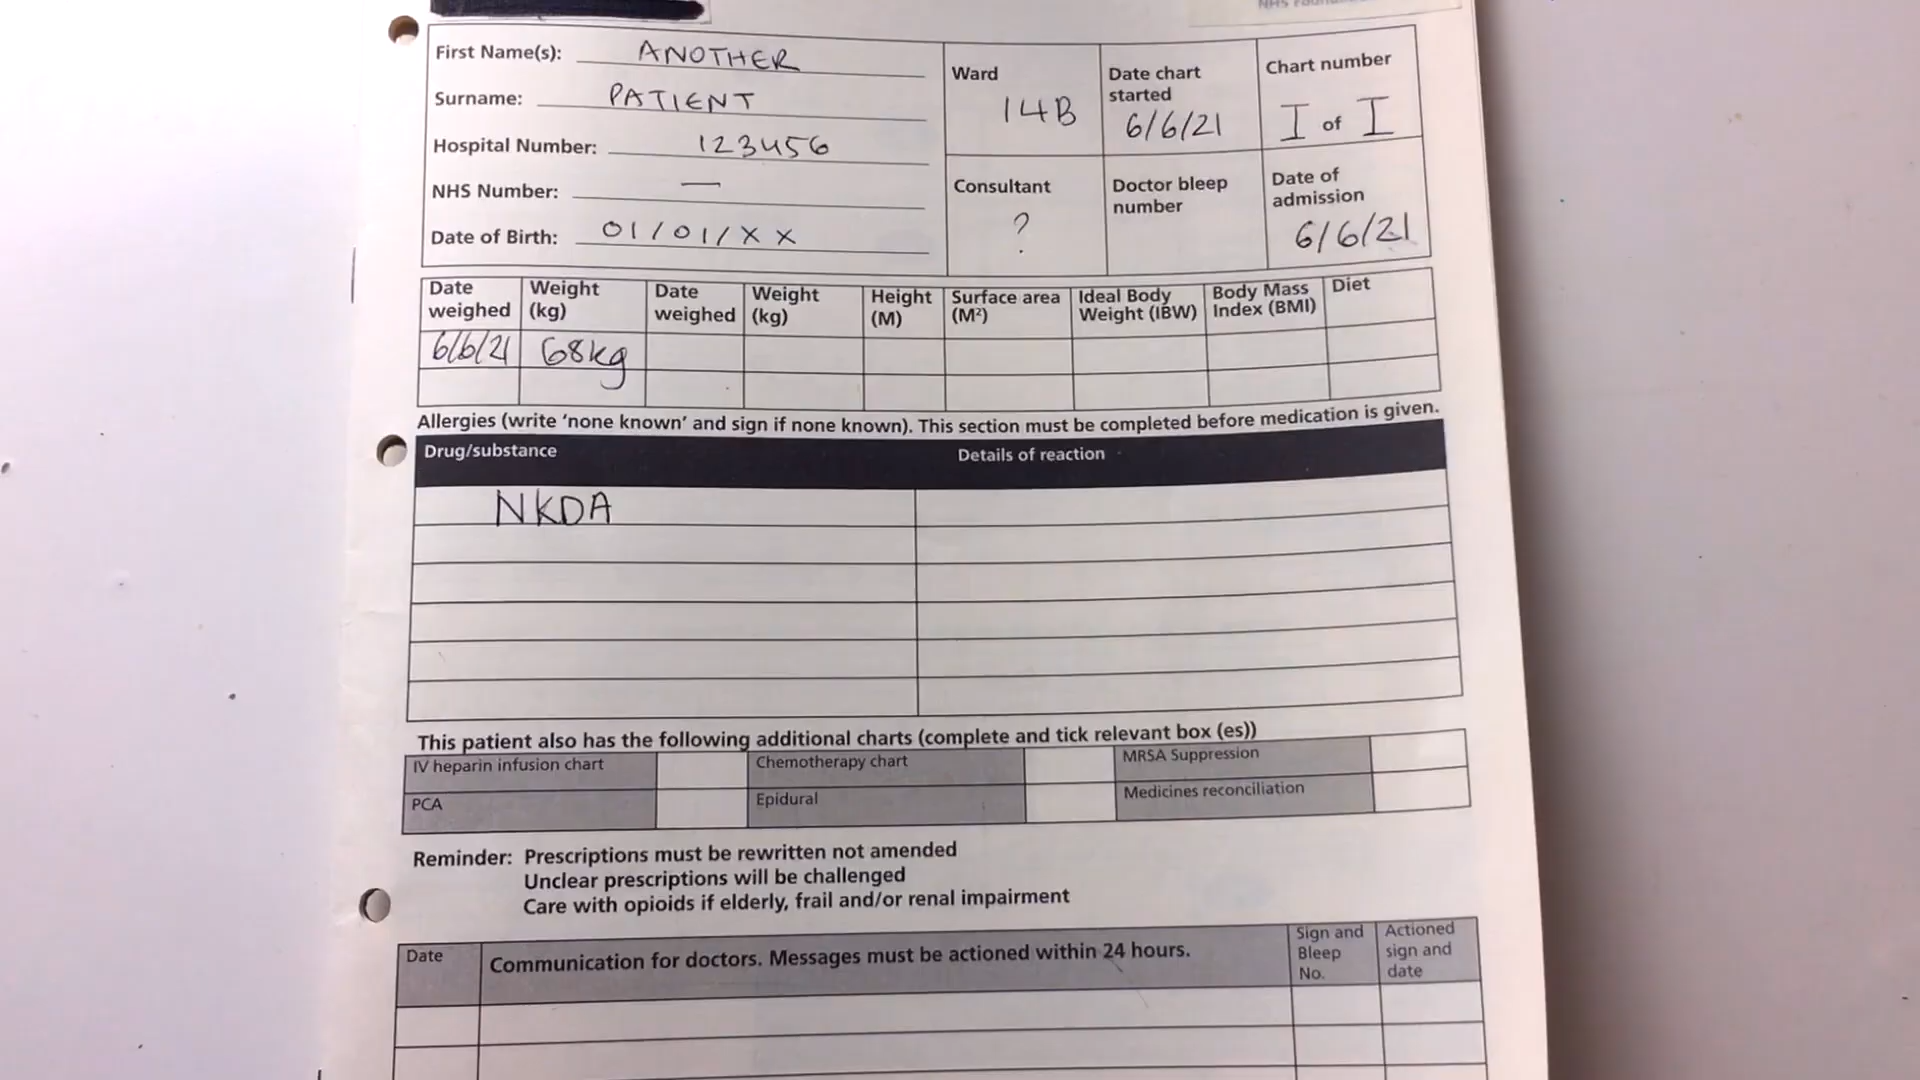 First Name(s): ANOTHER
Surname: PATIENT
Hospital Number: 123456
NHS Number: —
Date of Birth: 01/01/XX
Ward
14B
Date chart started
6/6/21
Chart number
I of I
Consultant
?
Doctor bleep number
Date of admission
6/6/21
Date weighed Weight (kg) Date weighed Weight (kg) Height (M) Surface area (M²) Ideal Body Weight (IBW) Body Mass Index (BMI) Diet
6/6/21 68kg
Allergies (write ‘none known’ and sign if none known). This section must be completed before medication is given.
Drug/substance Details of reaction
NKDA
This patient also has the following additional charts (complete and tick relevant box (es))
IV heparin infusion chart Chemotherapy chart MRSA Suppression
PCA Epidural Medicines reconciliation
Reminder: Prescriptions must be rewritten not amended
Unclear prescriptions will be challenged
Care with opioids if elderly, frail and/or renal impairment
Date Communication for doctors. Messages must be actioned within 24 hours. Sign and Bleep No. Actioned sign and date